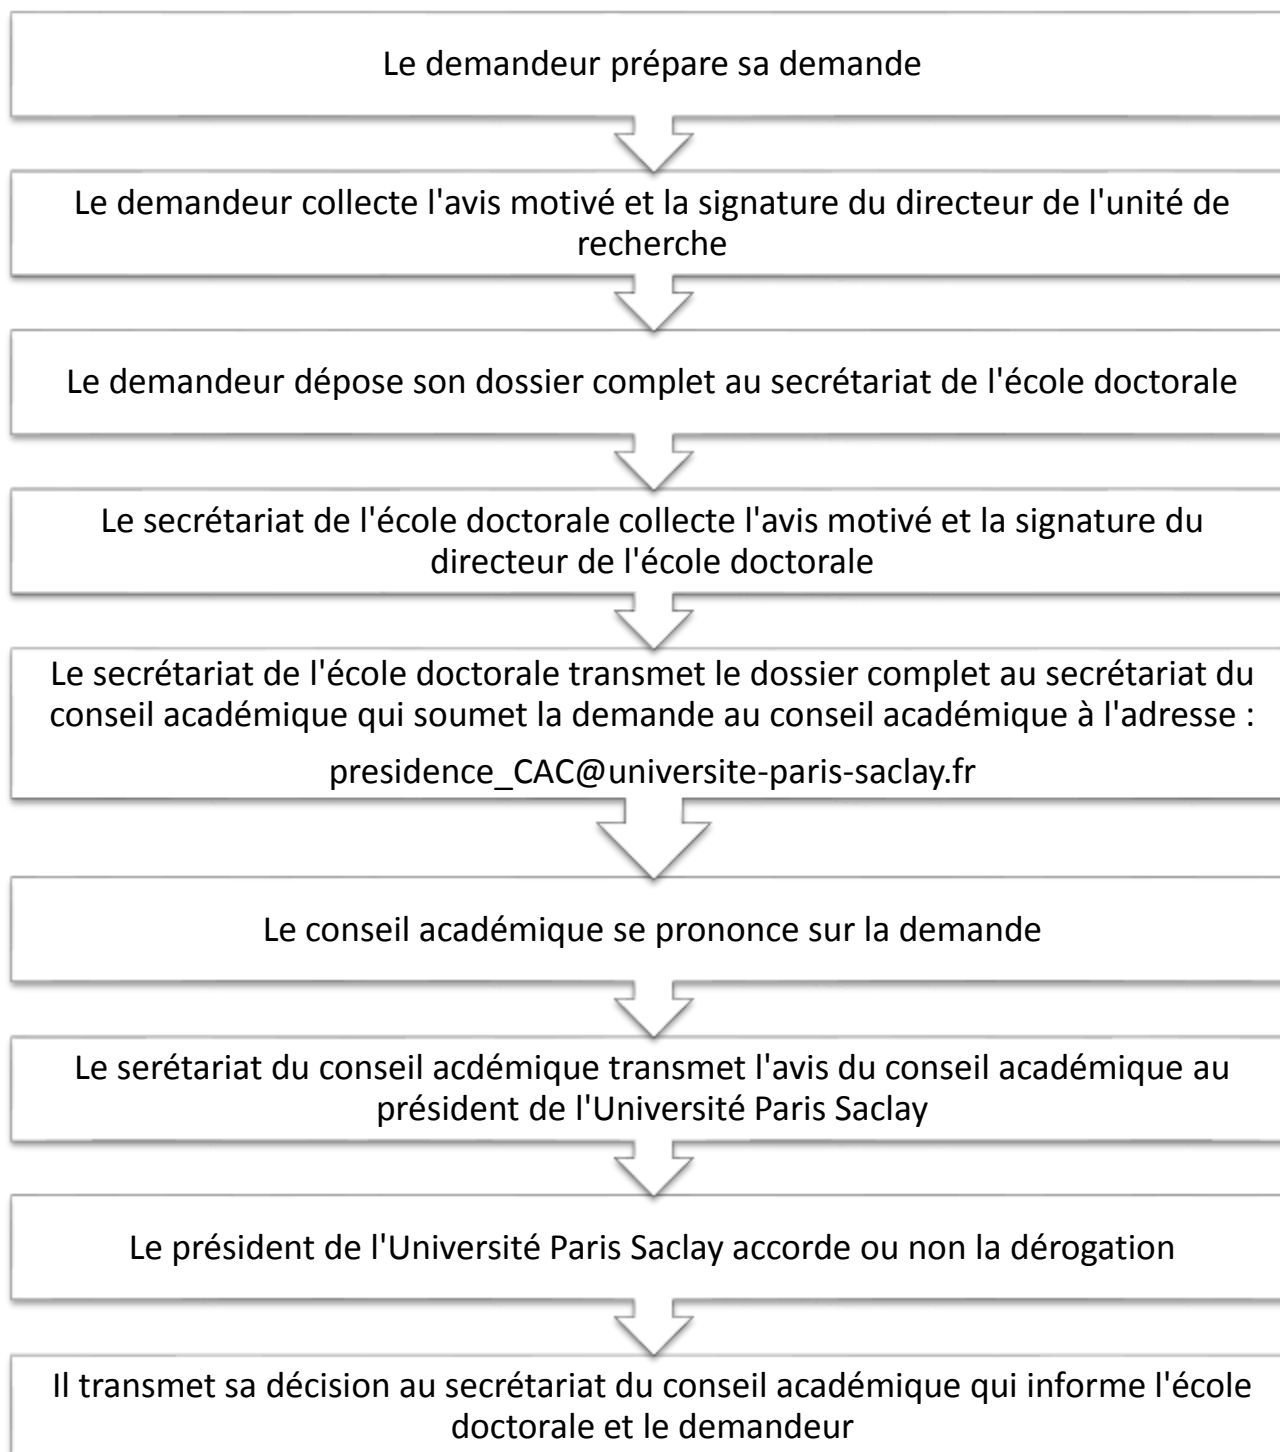 Le demandeur prépare sa demande
Le demandeur collecte l'avis motivé et la signature du directeur de l'unité de
recherche
Le demandeur dépose son dossier complet au secrétariat de l'école doctorale
Le secrétariat de l'école doctorale collecte l'avis motivé et la signature du
directeur de l'école doctorale
Le secrétariat de l'école doctorale transmet le dossier complet au secrétariat du
conseil académique qui soumet la demande au conseil académique à l'adresse :
presidence_CAC@universite-paris-saclay.fr
Le conseil académique se prononce sur la demande
Le serétariat du conseil acdémique transmet l'avis du conseil académique au
président de l'Université Paris Saclay
Le président de l'Université Paris Saclay accorde ou non la dérogation
Il transmet sa décision au secrétariat du conseil académique qui informe l'école
doctorale et le demandeur